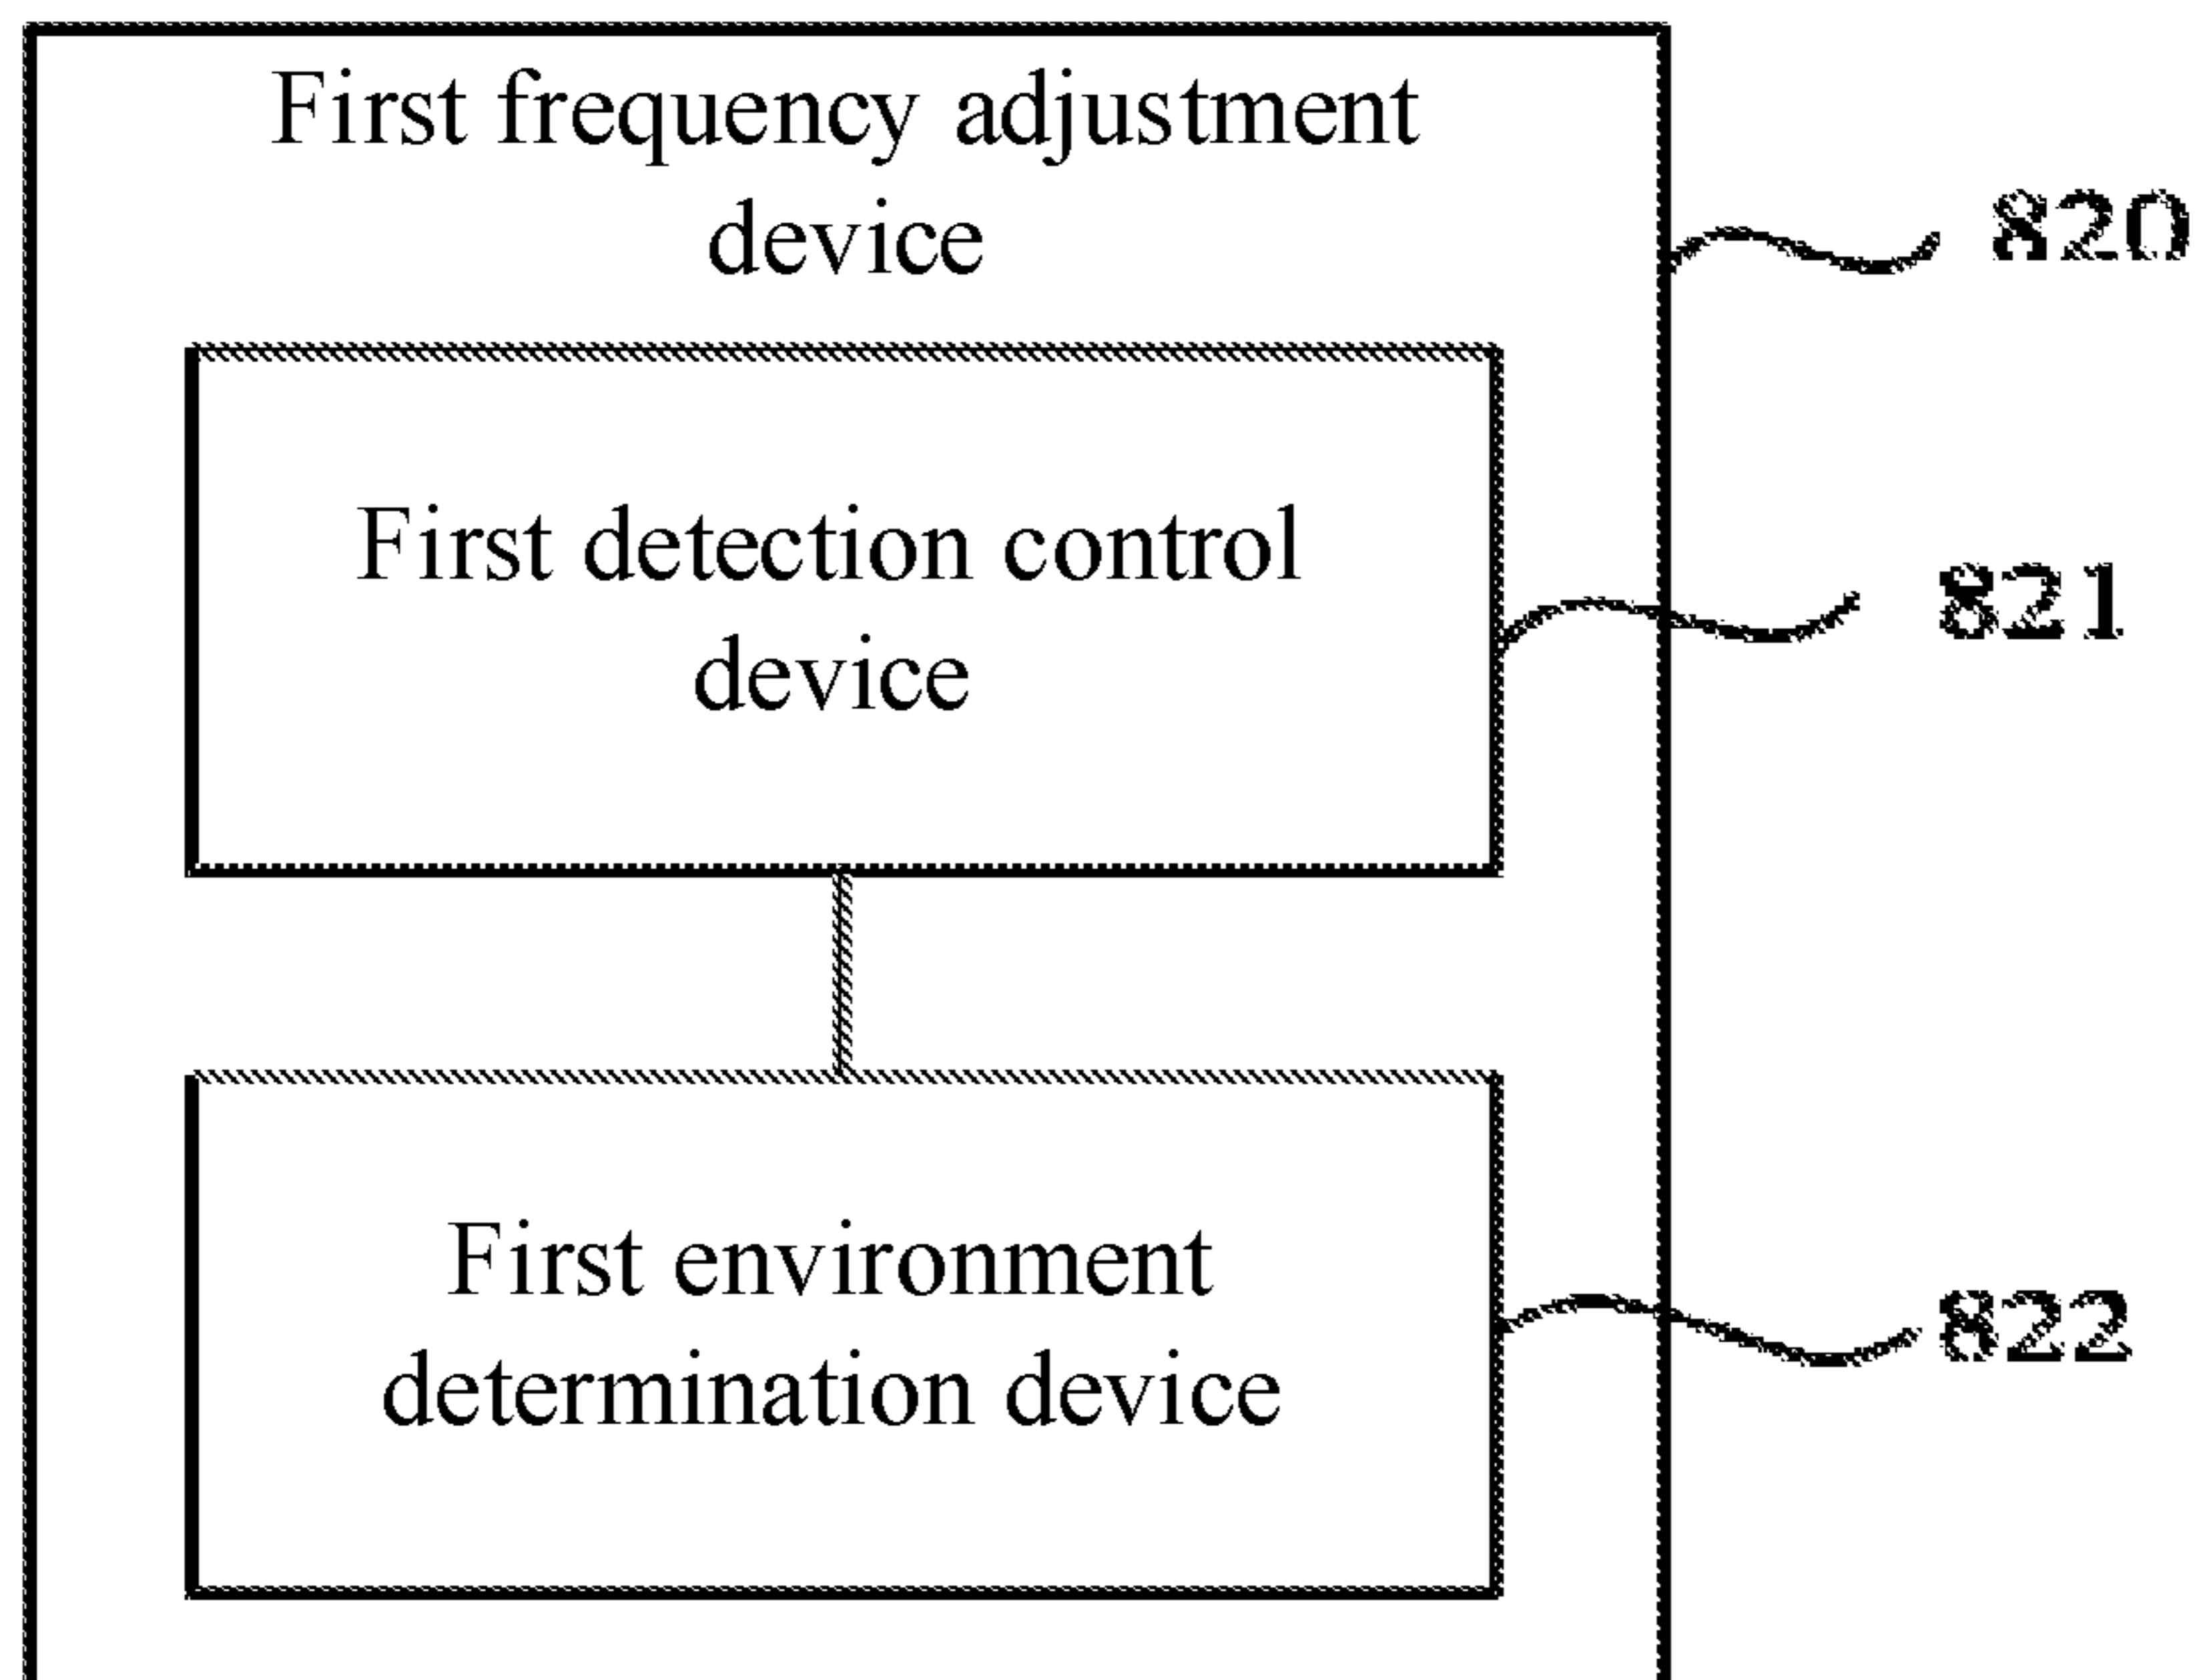 First frequency adjustment
device
820
First detection control
device
821
First environment
determination device
822